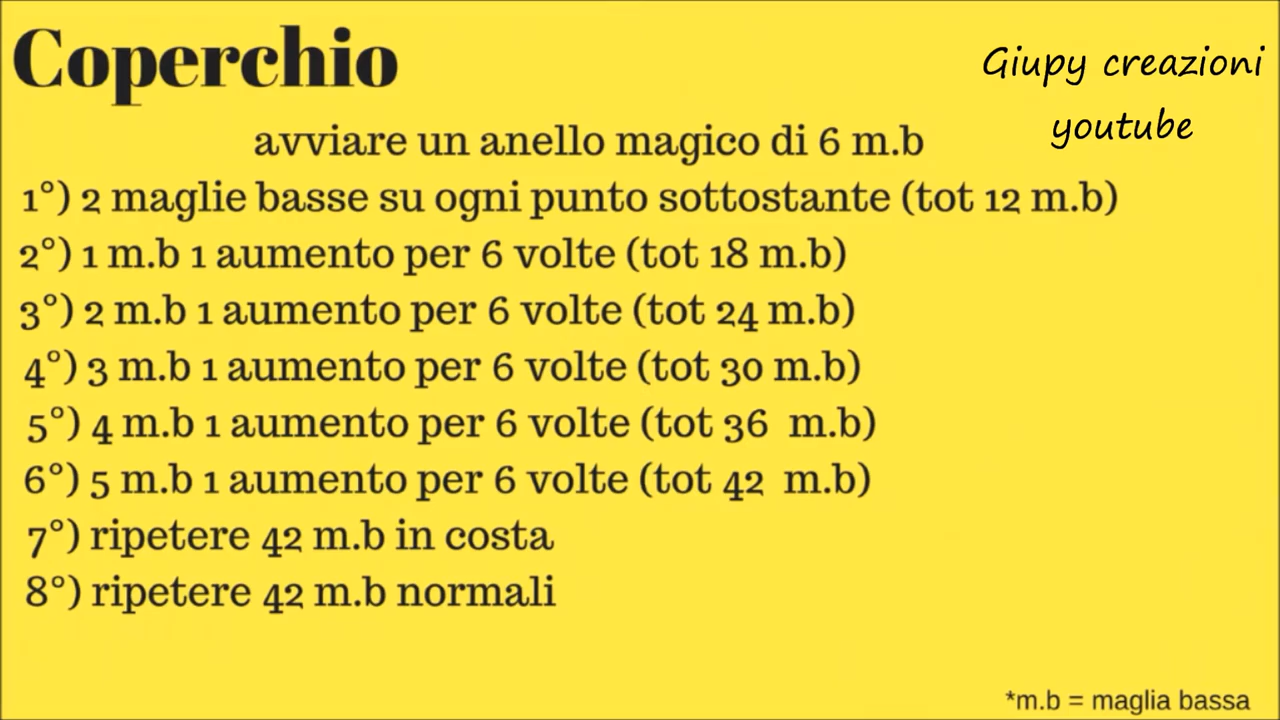 Coperchio
Giupy creazioni
youtube
avviare un anello magico di 6 m.b
1°) 2 maglie basse su ogni punto sottostante (tot 12 m.b)
2°) 1 m.b 1 aumento per 6 volte (tot 18 m.b)
3°) 2 m.b 1 aumento per 6 volte (tot 24 m.b)
4°) 3 m.b 1 aumento per 6 volte (tot 30 m.b)
5°) 4 m.b 1 aumento per 6 volte (tot 36 m.b)
6°) 5 m.b 1 aumento per 6 volte (tot 42 m.b)
7°) ripetere 42 m.b in costa
8°) ripetere 42 m.b normali
*m.b = maglia bassa